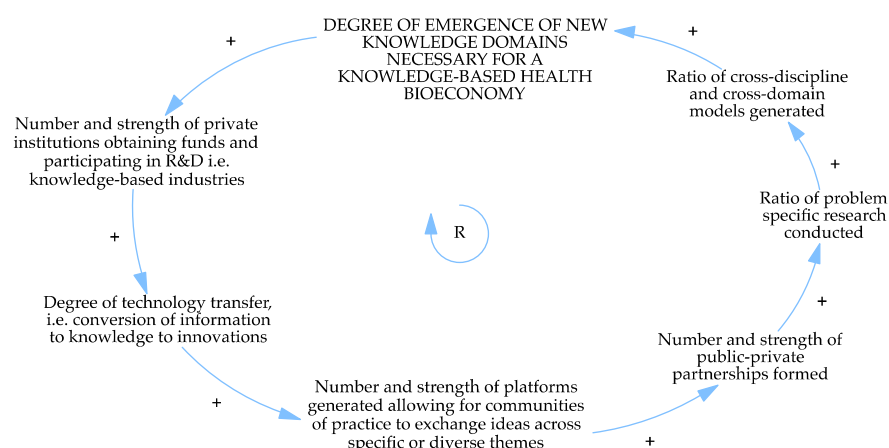 DEGREE OF EMERGENCE OF NEW
KNOWLEDGE DOMAINS
NECESSARY FOR A
KNOWLEDGE-BASED HEALTH
BIOECONOMY
+
Number and strength of private
institutions obtaining funds and
participating in R&D i.e.
knowledge-based industries
+
Degree of technology transfer,
i.e. conversion of information
to knowledge to innovations
+
Number and strength of platforms
generated allowing for communities
of practice to exchange ideas across
specific or diverse themes
+
Number and strength of
public-private
partnerships formed
+
Ratio of problem
specific research
conducted
+
Ratio of cross-discipline
and cross-domain
models generated
+
R